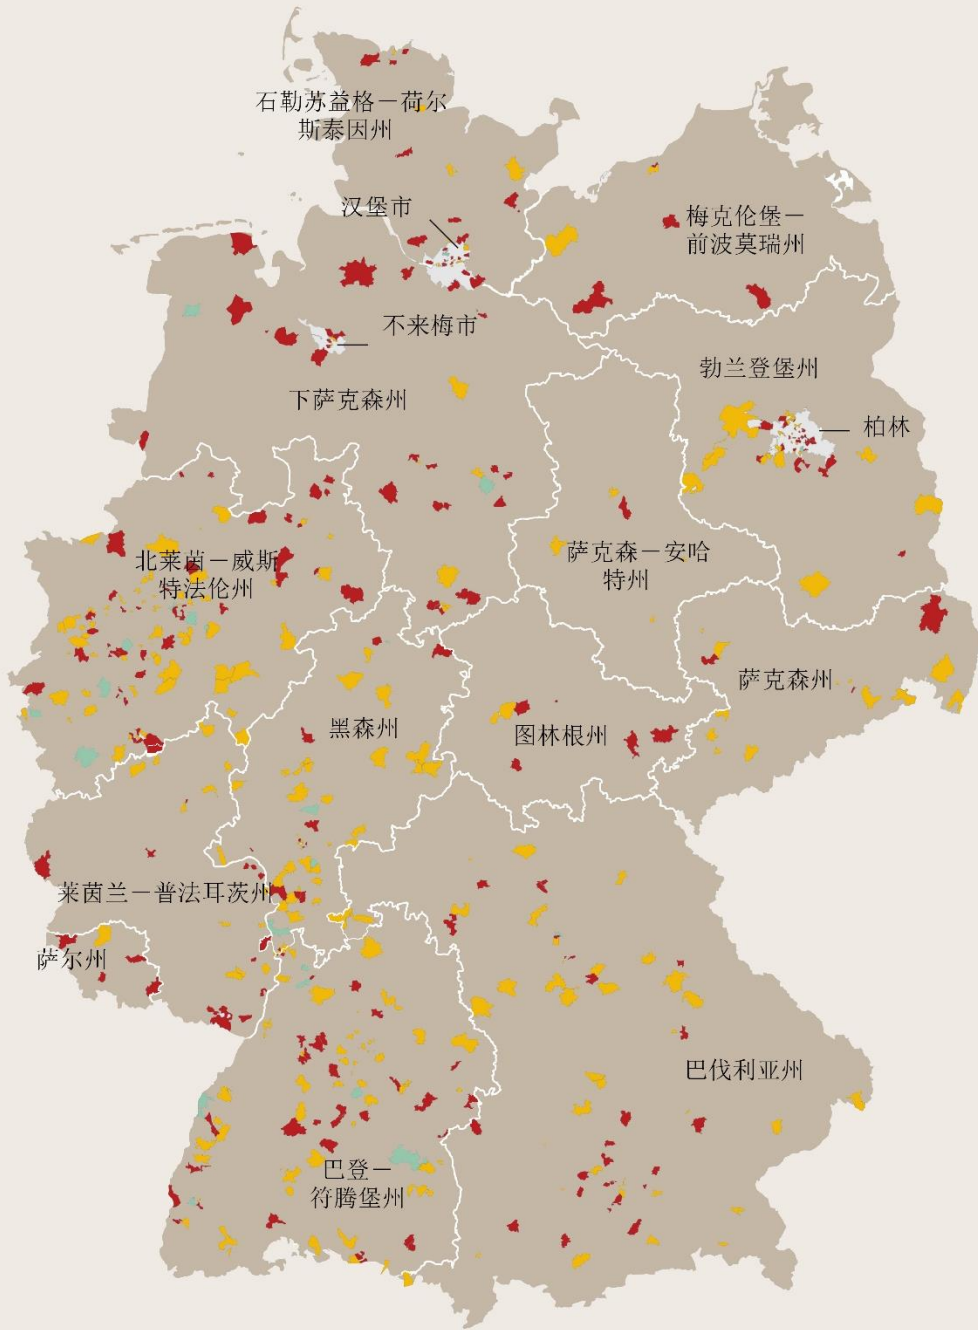 石勒苏益格－荷尔
斯泰因州
汉堡市
梅克伦堡－
前波莫瑞州
不来梅市
下萨克森州
勃兰登堡州
柏林
北莱茵－威斯
特法伦州
萨克森－安哈
特州
萨克森州
黑森州
图林根州
莱茵兰－普法耳茨州
萨尔州
巴伐利亚州
巴登－
符腾堡州